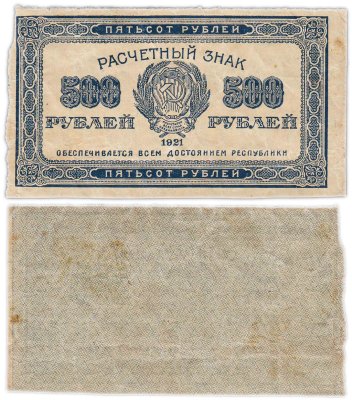 ПЯТЬСОТ РУБЛЕЙ
РАСЧЕТНЫЙ ЗНАК
500 500
РУБЛЕЙ РУБЛЕЙ
1921
ОБЕСПЕЧИВАЕТСЯ ВСЕМ ДОСТОЯНИЕМ РЕСПУБЛИКИ
ПЯТЬСОТ РУБЛЕЙ